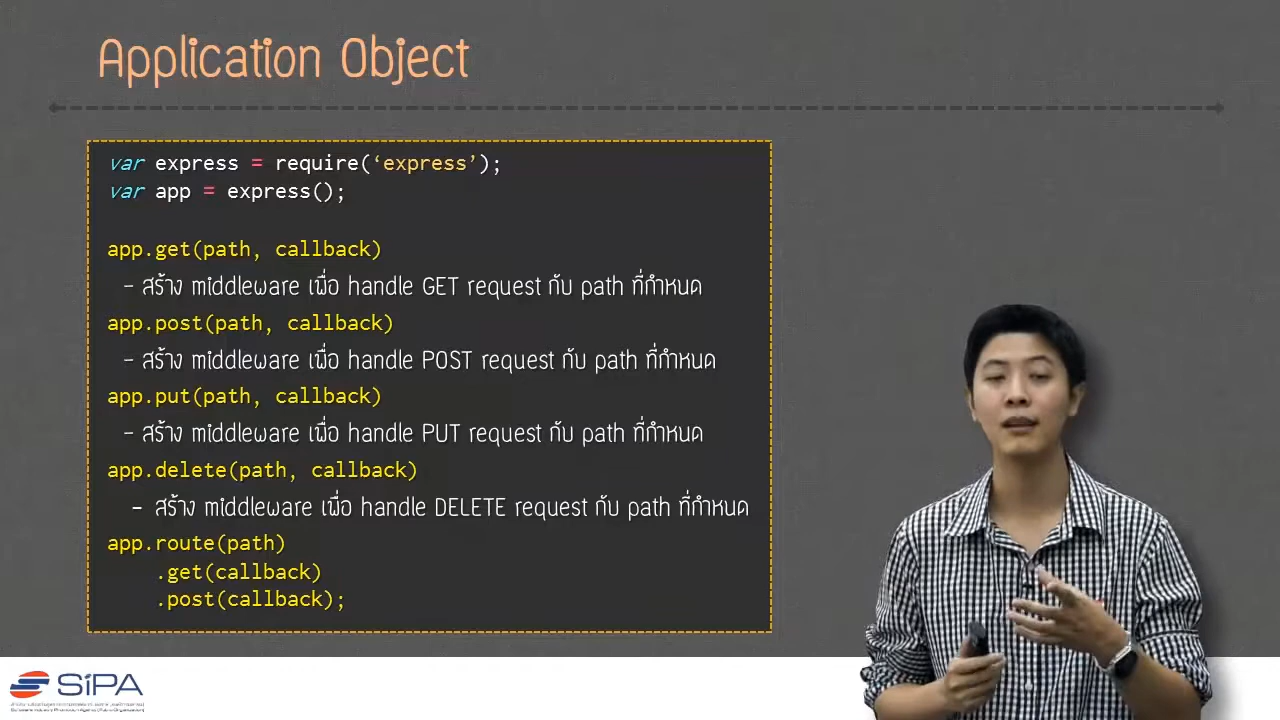 Application Object
var express = require(‘express’);
var app = express();
app.get(path, callback)
– สร้าง middleware เพื่อ handle GET request กับ path ที่กำหนด
app.post(path, callback)
– สร้าง middleware เพื่อ handle POST request กับ path ที่กำหนด
app.put(path, callback)
– สร้าง middleware เพื่อ handle PUT request กับ path ที่กำหนด
app.delete(path, callback)
– สร้าง middleware เพื่อ handle DELETE request กับ path ที่กำหนด
app.route(path)
.get(callback)
.post(callback);
SiPA